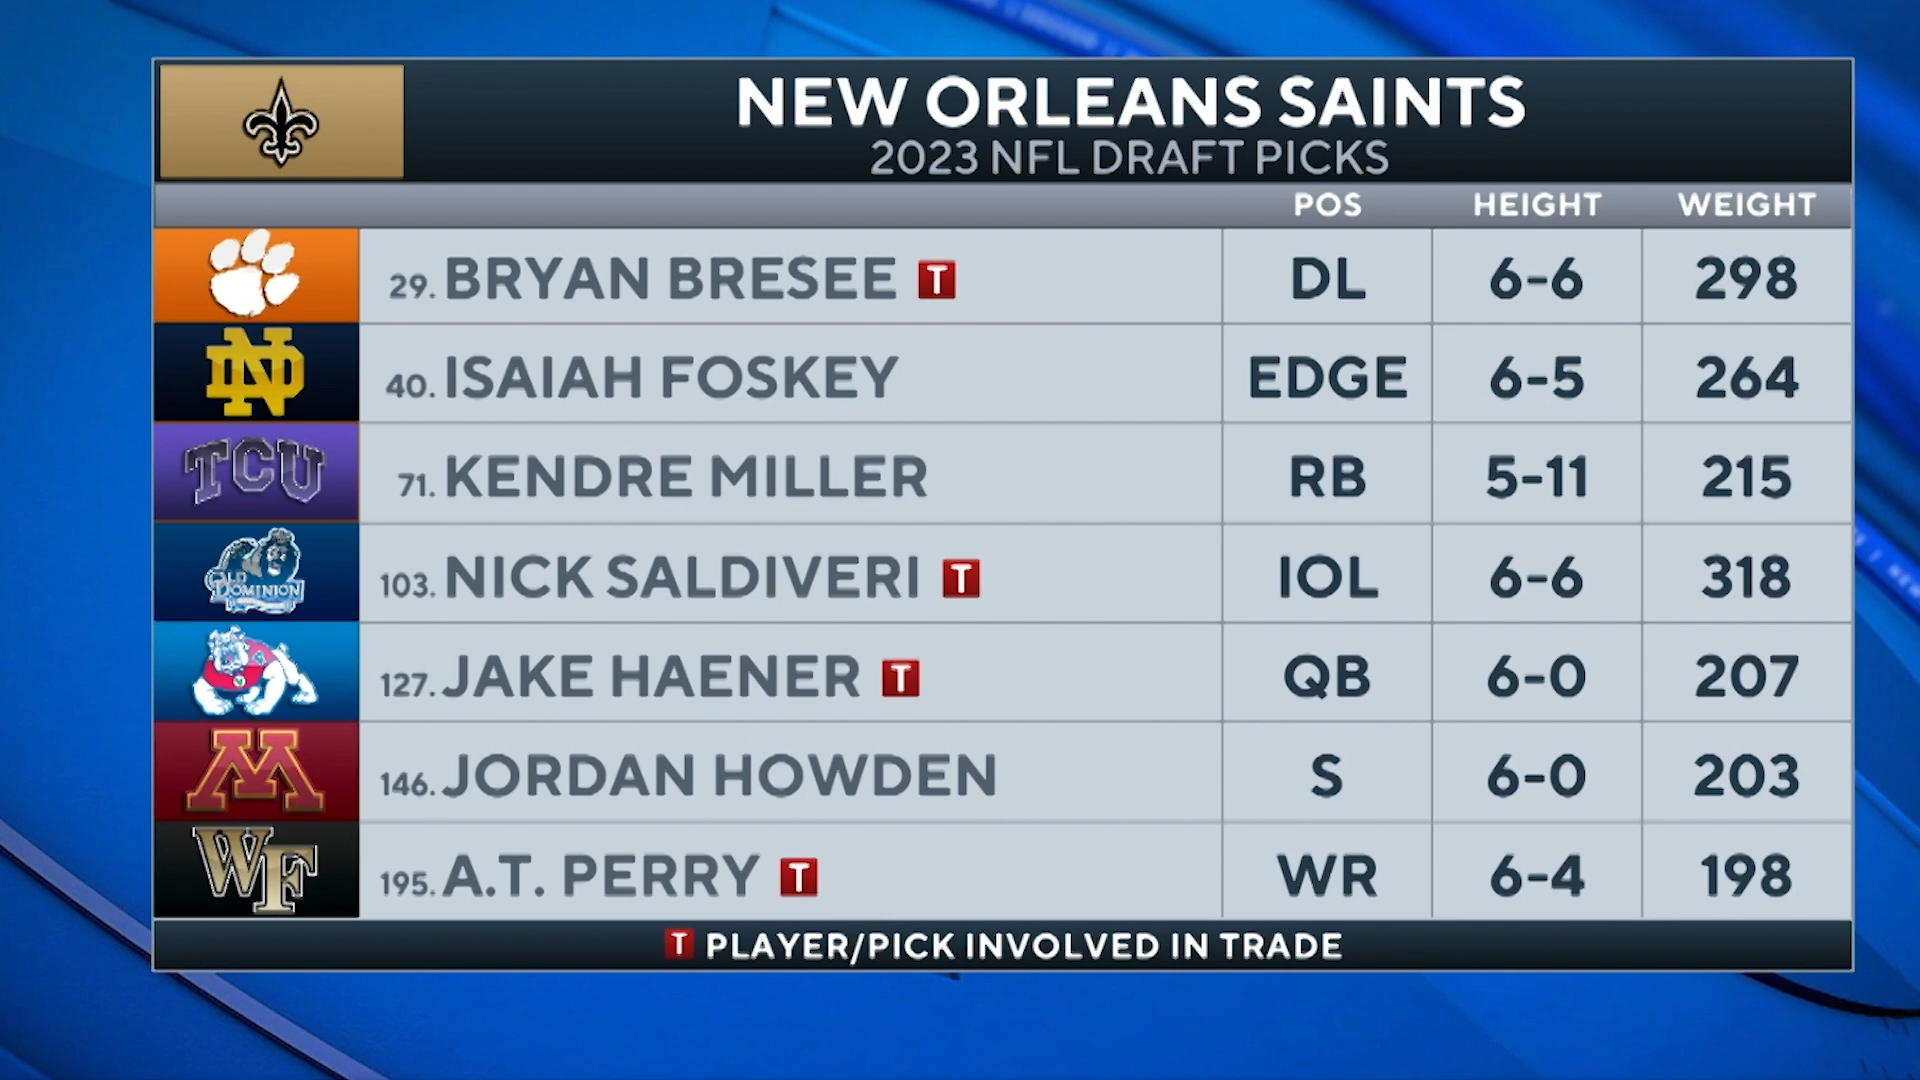 NEW ORLEANS SAINTS
2023 NFL DRAFT PICKS
POS HEIGHT WEIGHT
29. BRYAN BRESEE T DL 6-6 298
ND 40. ISAIAH FOSKEY EDGE 6-5 264
TCU 71. KENDRE MILLER RB 5-11 215
OLD DOMINION 103. NICK SALDIVERI T IOL 6-6 318
127. JAKE HAENER T QB 6-0 207
M 146. JORDAN HOWDEN S 6-0 203
WF 195. A.T. PERRY T WR 6-4 198
T PLAYER/PICK INVOLVED IN TRADE